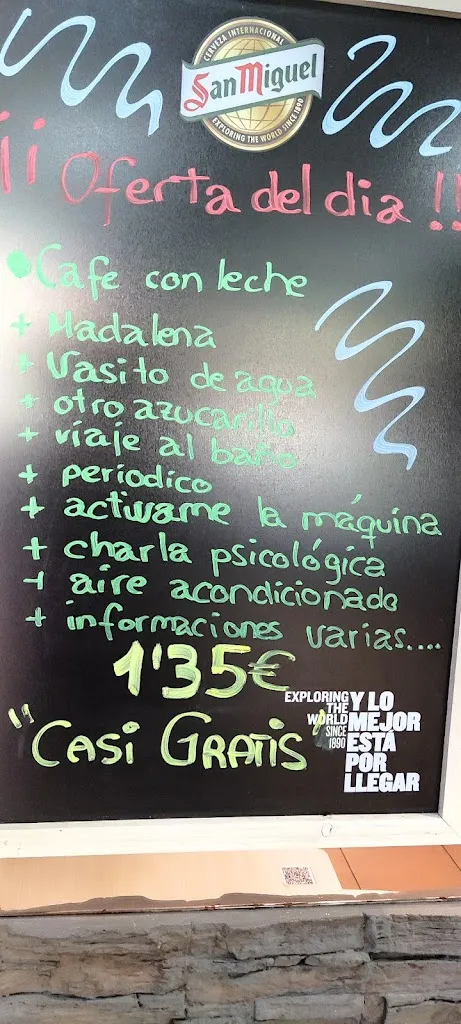 CERVEZA INTERNACIONAL
San Miguel
EXPLORING THE WORLD SINCE 1890
¡¡ Oferta del dia !!
• Cafe con leche
+ Madalena
+ Vasito de agua
+ otro azucarillo
+ viaje al baño
+ periodico
+ activarme la máquina
+ charla psicológica
+ aire acondicionado
+ informaciones varias....
1'35€
"CASi GRATiS"
EXPLORING THE WORLD SINCE 1890
Y LO MEJOR ESTÁ POR LLEGAR